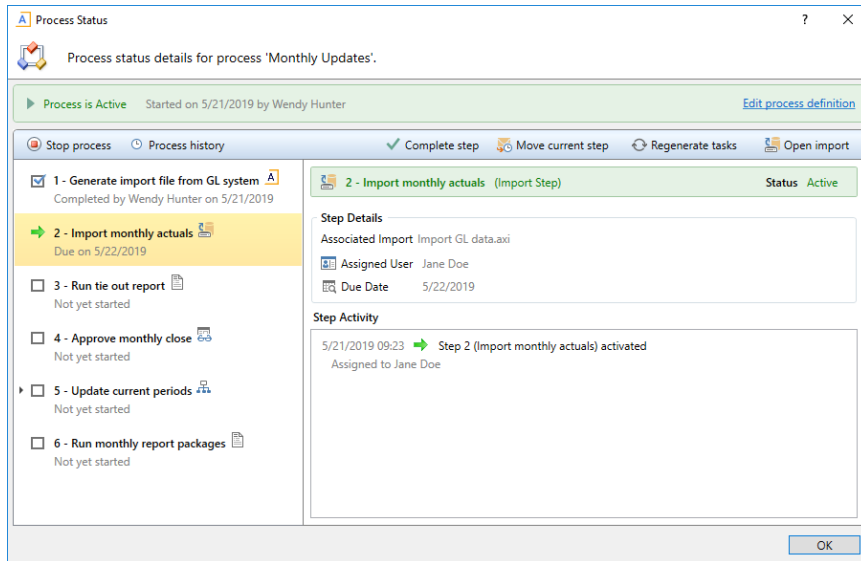 A Process Status ? X
Process status details for process 'Monthly Updates'.
Process is Active Started on 5/21/2019 by Wendy Hunter Edit process definition
Stop process Process history Complete step Move current step Regenerate tasks Open import
1 - Generate import file from GL system A
Completed by Wendy Hunter on 5/21/2019
2 - Import monthly actuals
Due on 5/22/2019
3 - Run tie out report
Not yet started
4 - Approve monthly close
Not yet started
5 - Update current periods
Not yet started
6 - Run monthly report packages
Not yet started
2 - Import monthly actuals (Import Step) Status Active
Step Details
Associated Import Import GL data.axi
Assigned User Jane Doe
Due Date 5/22/2019
Step Activity
5/21/2019 09:23 Step 2 (Import monthly actuals) activated
Assigned to Jane Doe
OK